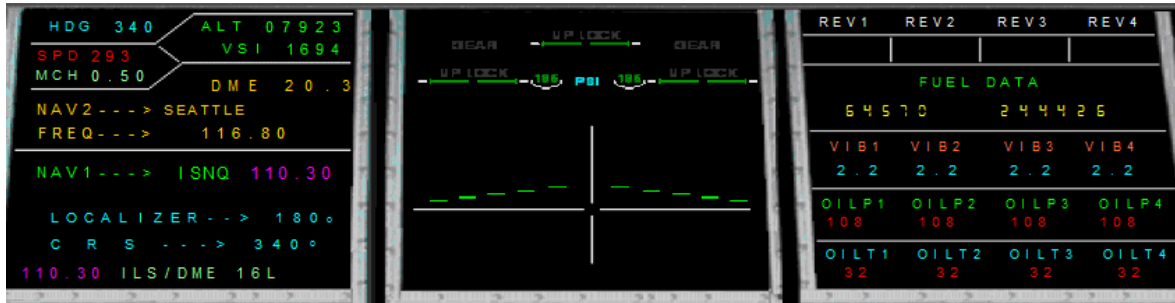 HDG 340
ALT 07923
VSI 1694
SPD 293
MCH 0.50
DME 20.3
NAV2---> SEATTLE
FREQ---> 116.80
NAV1---> ISNQ 110.30
LOCALIZER--> 180°
C R S ---> 340°
110.30 ILS/DME 16L
UP LOCK
GEAR GEAR
UP LOCK 186 PSI 186 UP LOCK
REV1 REV2 REV3 REV4
FUEL DATA
64570 244426
VIB1 VIB2 VIB3 VIB4
2.2 2.2 2.2 2.2
OILP1 OILP2 OILP3 OILP4
108 108 108 108
OILT1 OILT2 OILT3 OILT4
32 32 32 32